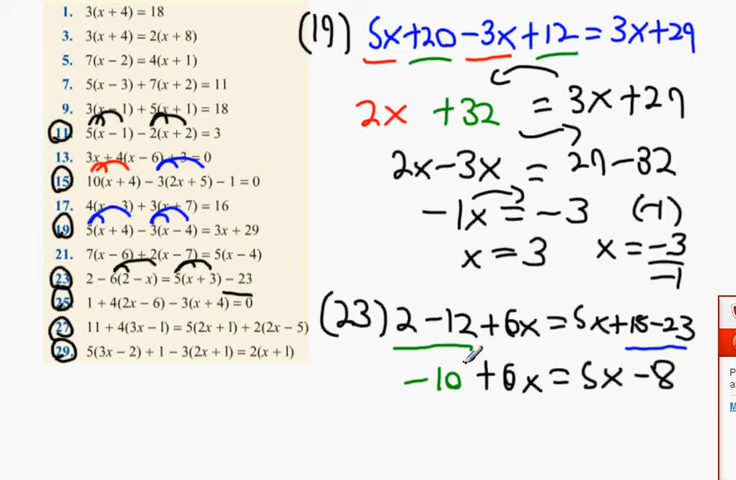 1. 3(x + 4) = 18
3. 3(x + 4) = 2(x + 8)
5. 7(x − 2) = 4(x + 1)
7. 5(x − 3) + 7(x + 2) = 11
9. 3(x − 1) + 5(x + 1) = 18
11. 5(x − 1) − 2(x + 2) = 3
13. 3x + 4(x − 6) + 3 = 0
15. 10(x + 4) − 3(2x + 5) − 1 = 0
17. 4(x − 3) + 3(x + 7) = 16
19. 5(x + 4) − 3(x − 4) = 3x + 29
21. 7(x − 6) + 2(x − 7) = 5(x − 4)
23. 2 − 6(2 − x) = 5(x + 3) − 23
25. 1 + 4(2x − 6) − 3(x + 4) = 0
27. 11 + 4(3x − 1) = 5(2x + 1) + 2(2x − 5)
29. 5(3x − 2) + 1 − 3(2x + 1) = 2(x + 1)
(19) 5x+20−3x+12=3x+29
2x +32 = 3x+29
2x−3x = 29−32
−1x = −3 (−1)
x = 3 x = −3/−1
(23) 2−12+6x=5x+15−23
−10+6x=5x−8